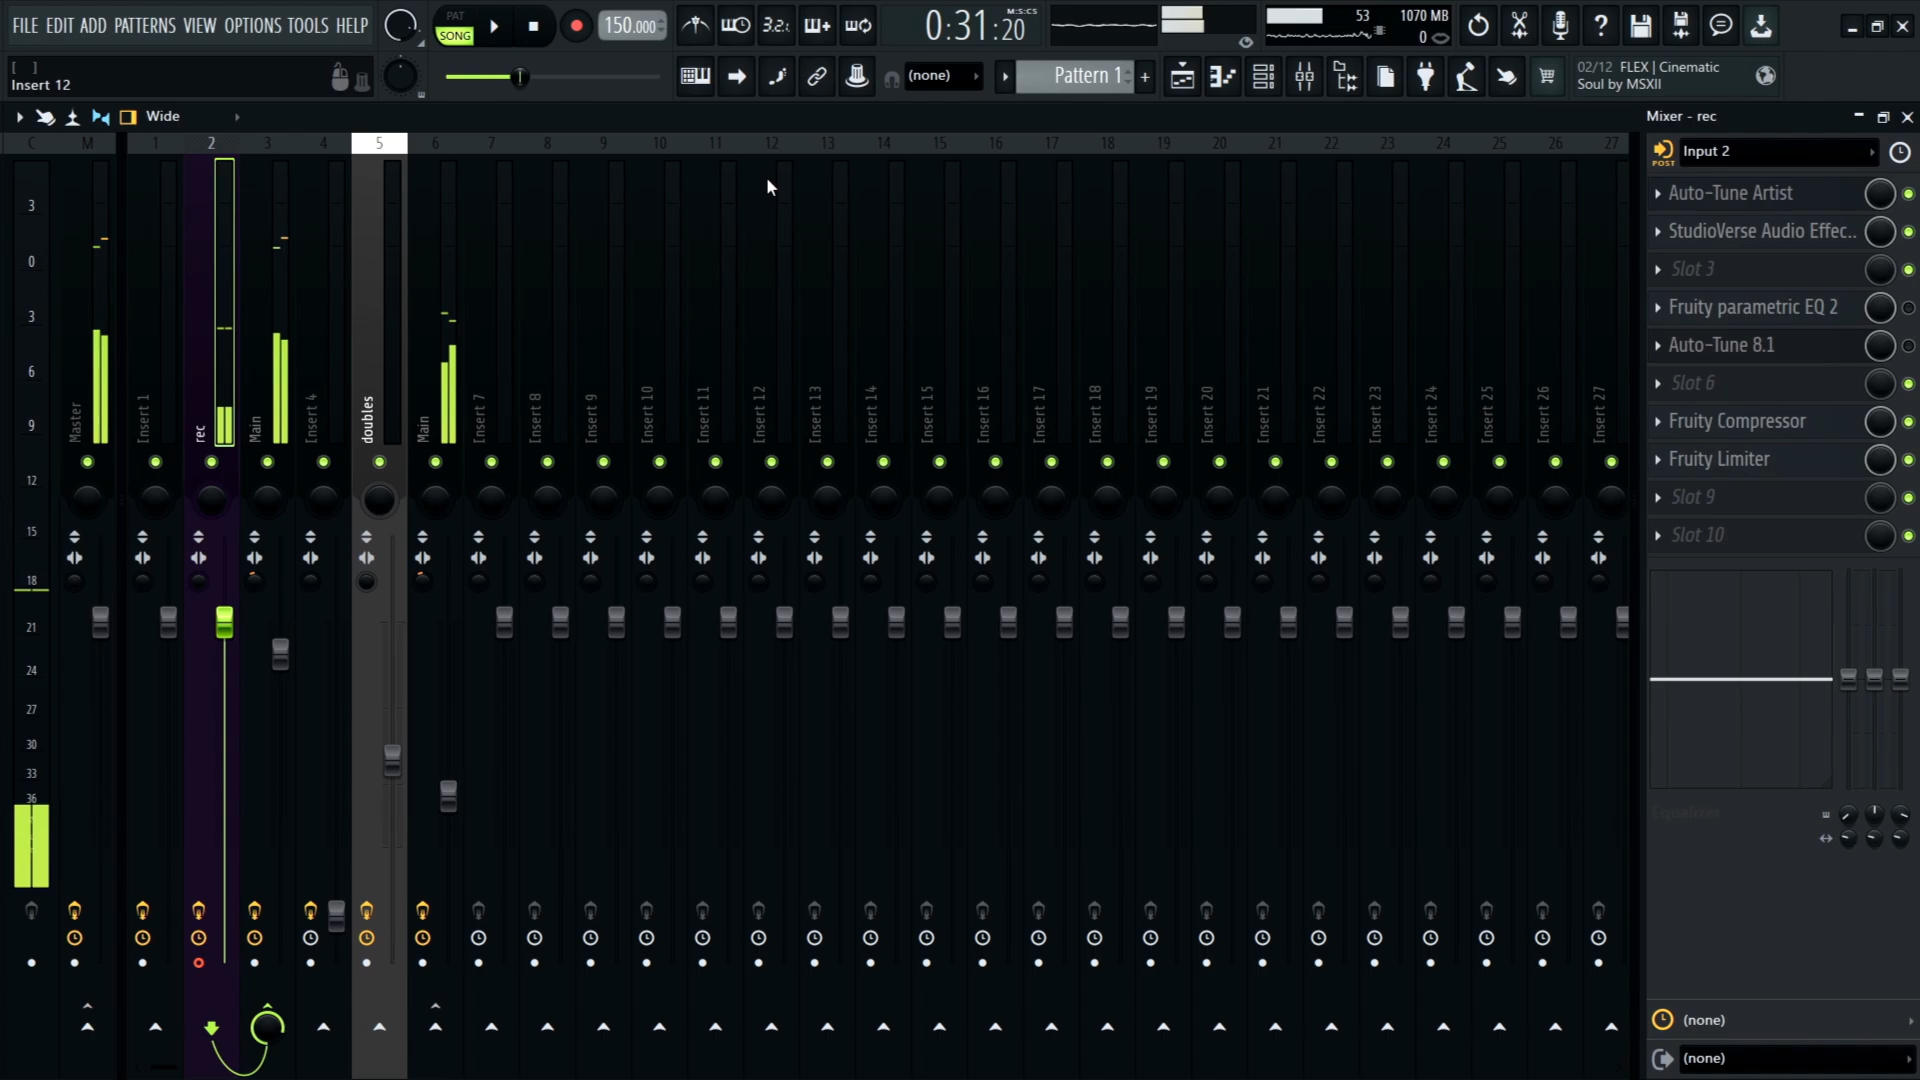 FILE EDIT ADD PATTERNS VIEW OPTIONS TOOLS HELP
PAT
SONG
150.000
3.2
0:31:20
M:S:CS
53
1070 MB
0
[ ]
Insert 12
(none)
Pattern 1
+
02/12 FLEX | Cinematic
Soul by MSXII
Wide
Mixer - rec
C M 1 2 3 4 5 6 7 8 9 10 11 12 13 14 15 16 17 18 19 20 21 22 23 24 25 26 27
POST
Input 2
Auto-Tune Artist
StudioVerse Audio Effec..
Slot 3
Fruity parametric EQ 2
Auto-Tune 8.1
Slot 6
Fruity Compressor
Fruity Limiter
Slot 9
Slot 10
3
0
3
6
9
12
15
18
21
24
27
30
33
36
Master
Insert 1
rec
Main
Insert 4
doubles
Main
Insert 7
Insert 8
Insert 9
Insert 10
Insert 11
Insert 12
Insert 13
Insert 14
Insert 15
Insert 16
Insert 17
Insert 18
Insert 19
Insert 20
Insert 21
Insert 22
Insert 23
Insert 24
Insert 25
Insert 26
Insert 27
Equalizer
(none)
(none)